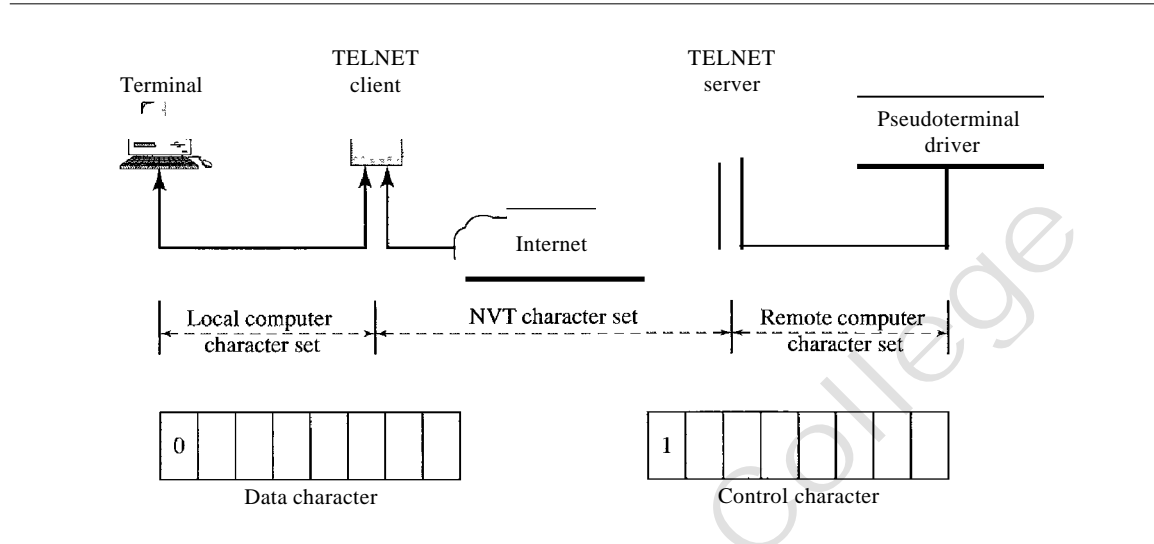 TELNET
client
TELNET
server
Terminal
Pseudoterminal
driver
Internet
Local computer
character set
NVT character set
Remote computer
character set
0
1
Data character
Control character
College